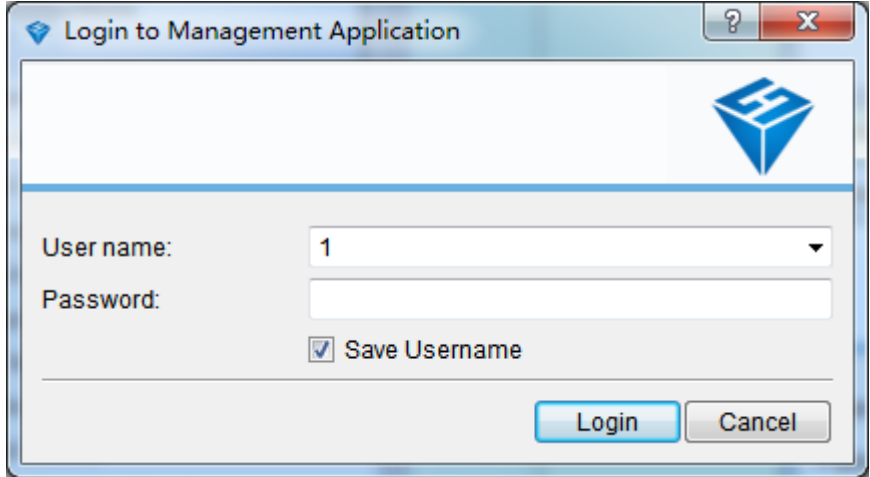 Login to Management Application
User name: 1
Password:
Save Username
Login Cancel